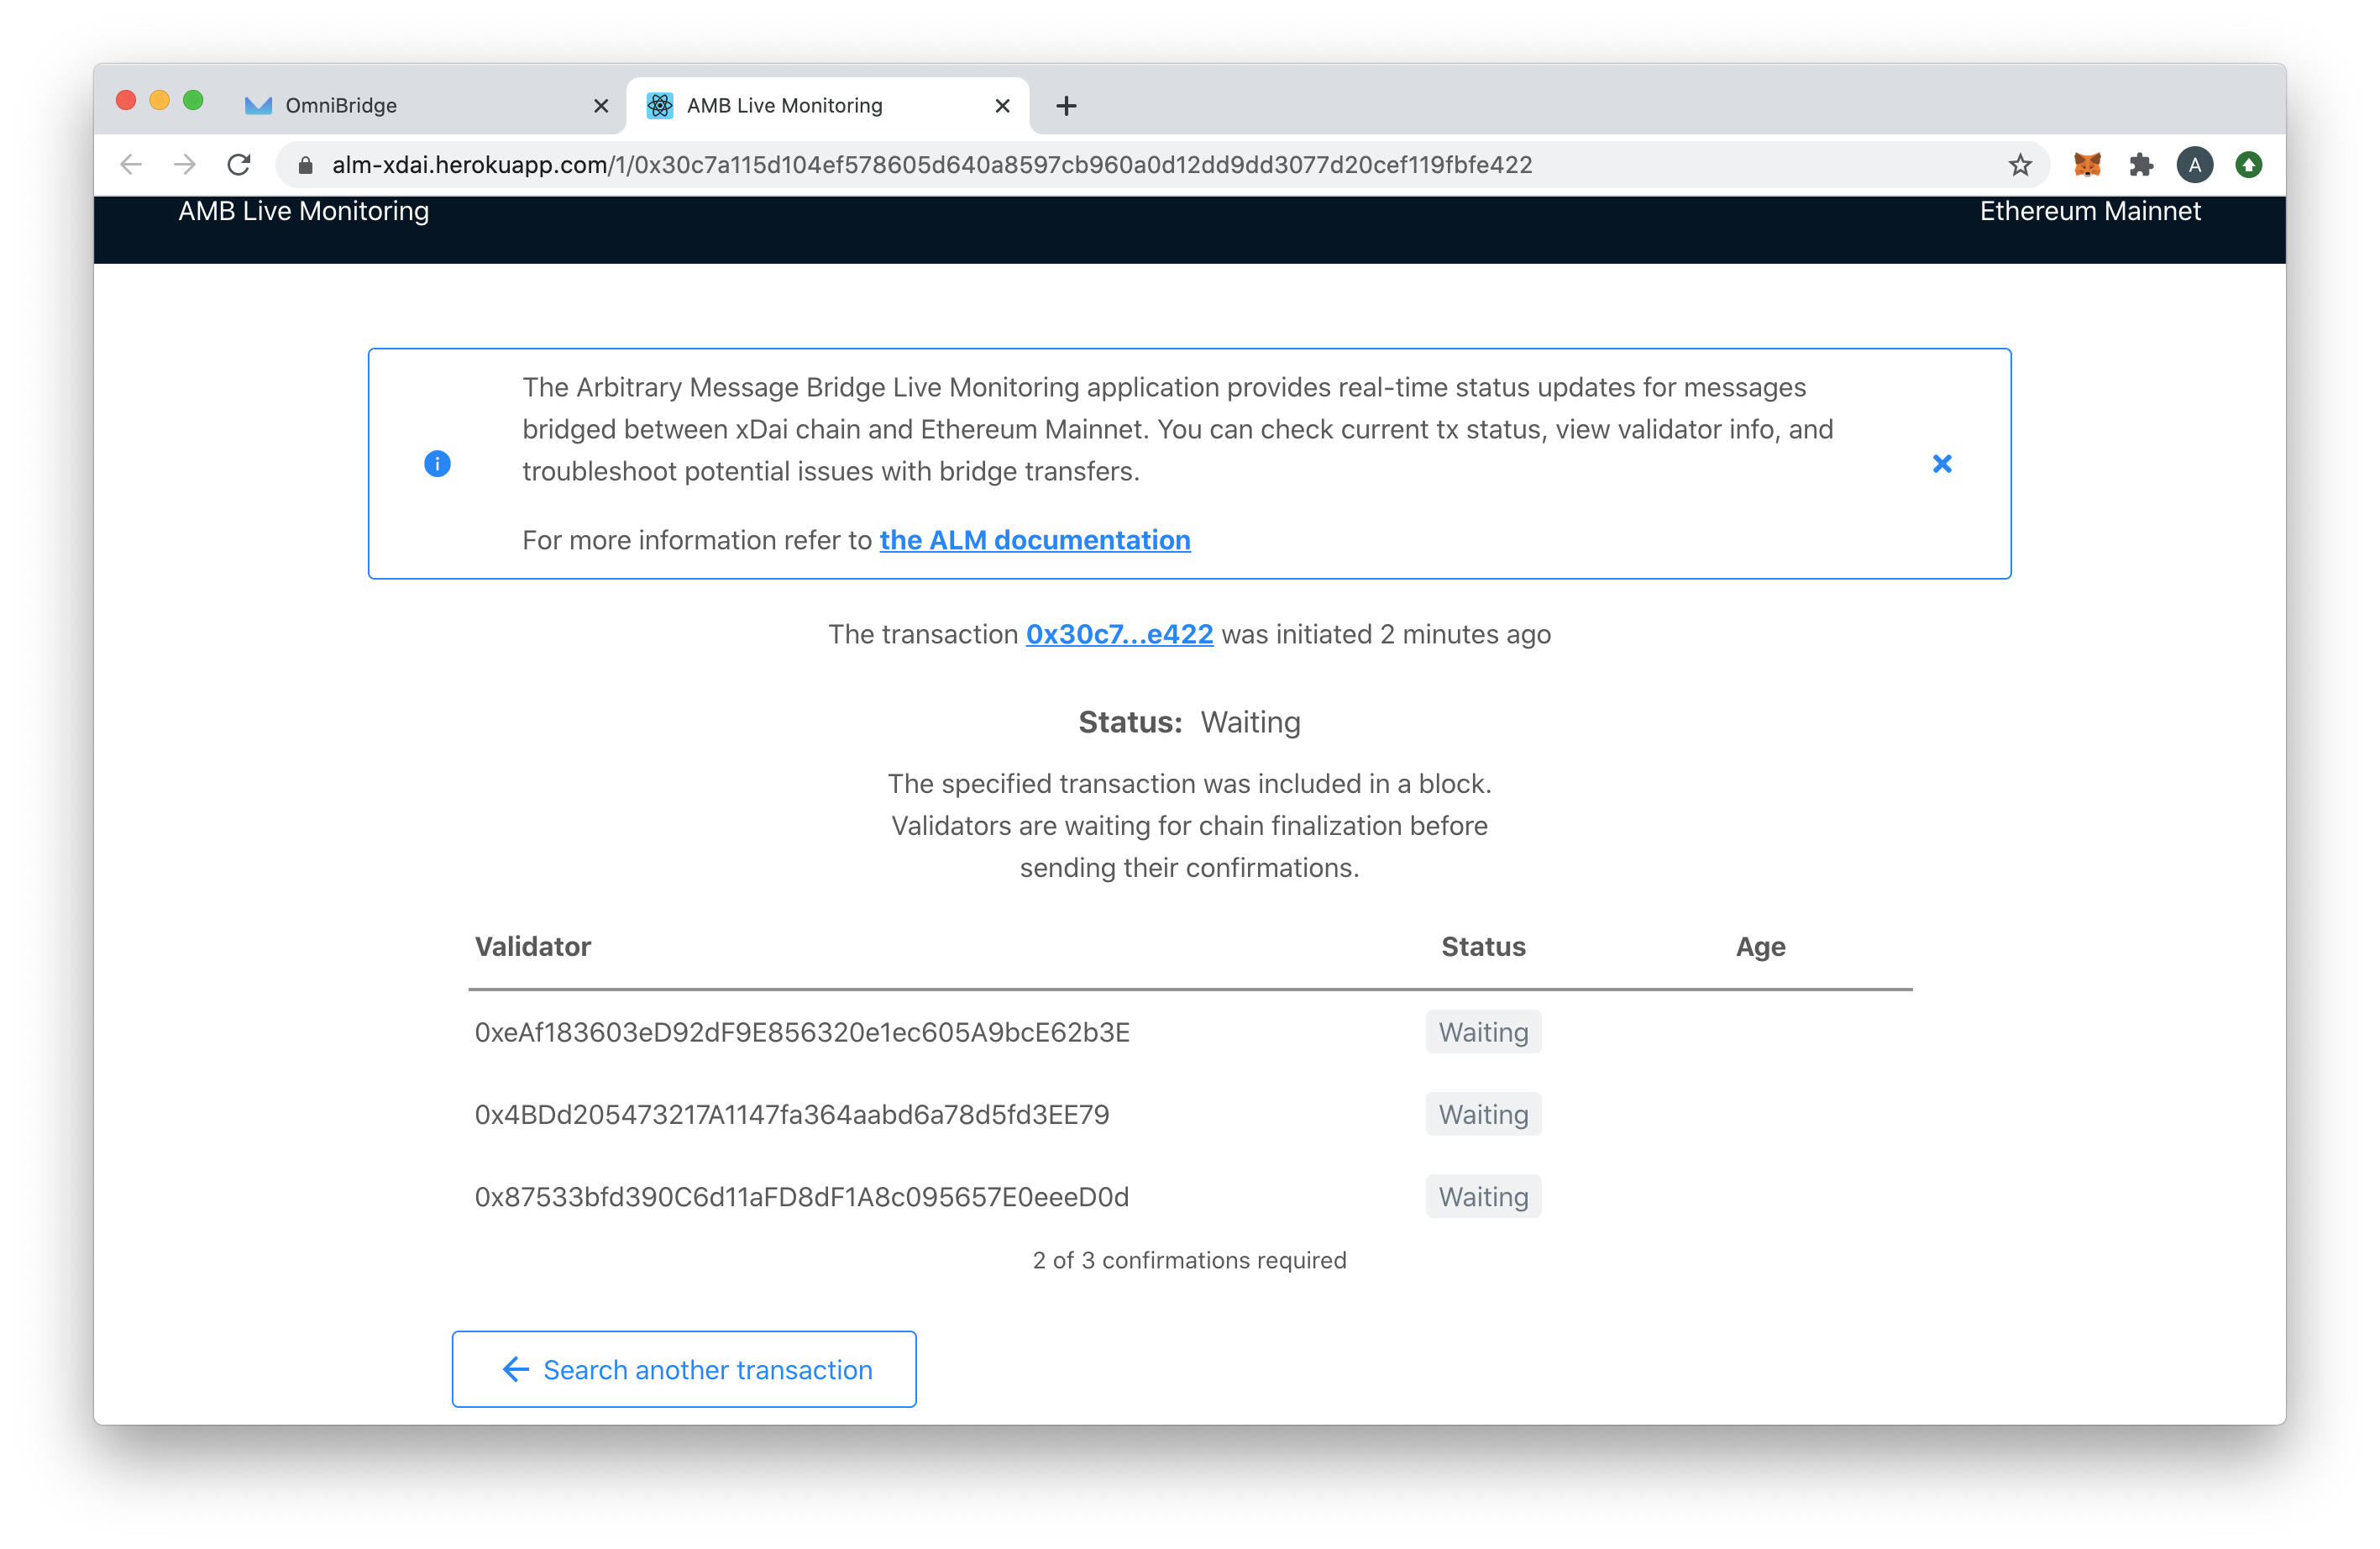 OmniBridge
AMB Live Monitoring
alm-xdai.herokuapp.com/1/0x30c7a115d104ef578605d640a8597cb960a0d12dd9dd3077d20cef119fbfe422
A
AMB Live Monitoring
Ethereum Mainnet
The Arbitrary Message Bridge Live Monitoring application provides real-time status updates for messages
bridged between xDai chain and Ethereum Mainnet. You can check current tx status, view validator info, and
troubleshoot potential issues with bridge transfers.
For more information refer to the ALM documentation
The transaction 0x30c7...e422 was initiated 2 minutes ago
Status: Waiting
The specified transaction was included in a block.
Validators are waiting for chain finalization before
sending their confirmations.
Validator Status Age
0xeAf183603eD92dF9E856320e1ec605A9bcE62b3E Waiting
0x4BDd205473217A1147fa364aabd6a78d5fd3EE79 Waiting
0x87533bfd390C6d11aFD8dF1A8c095657E0eeeD0d Waiting
2 of 3 confirmations required
Search another transaction